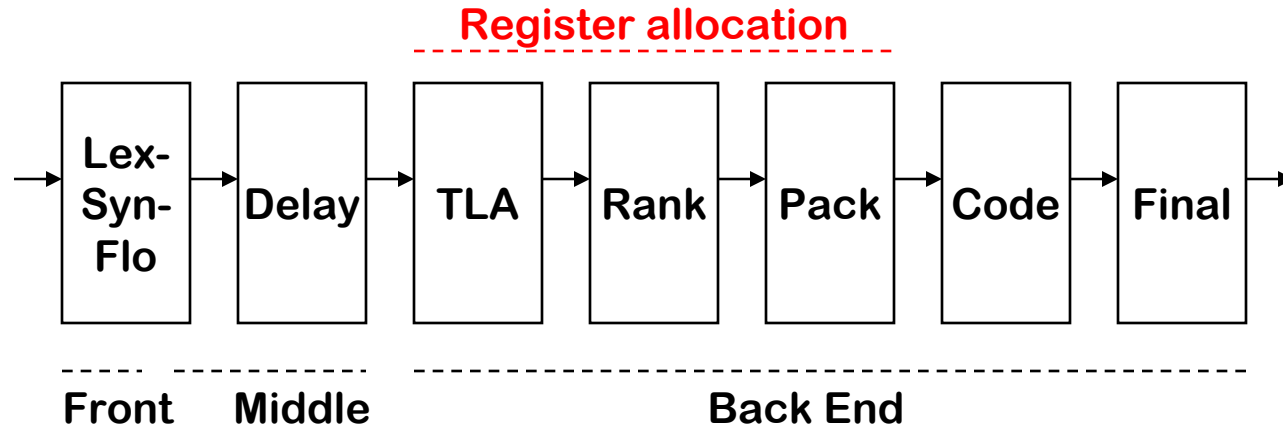 Register allocation
Lex-
Syn-
Flo
Delay
TLA
Rank
Pack
Code
Final
Front
Middle
Back End